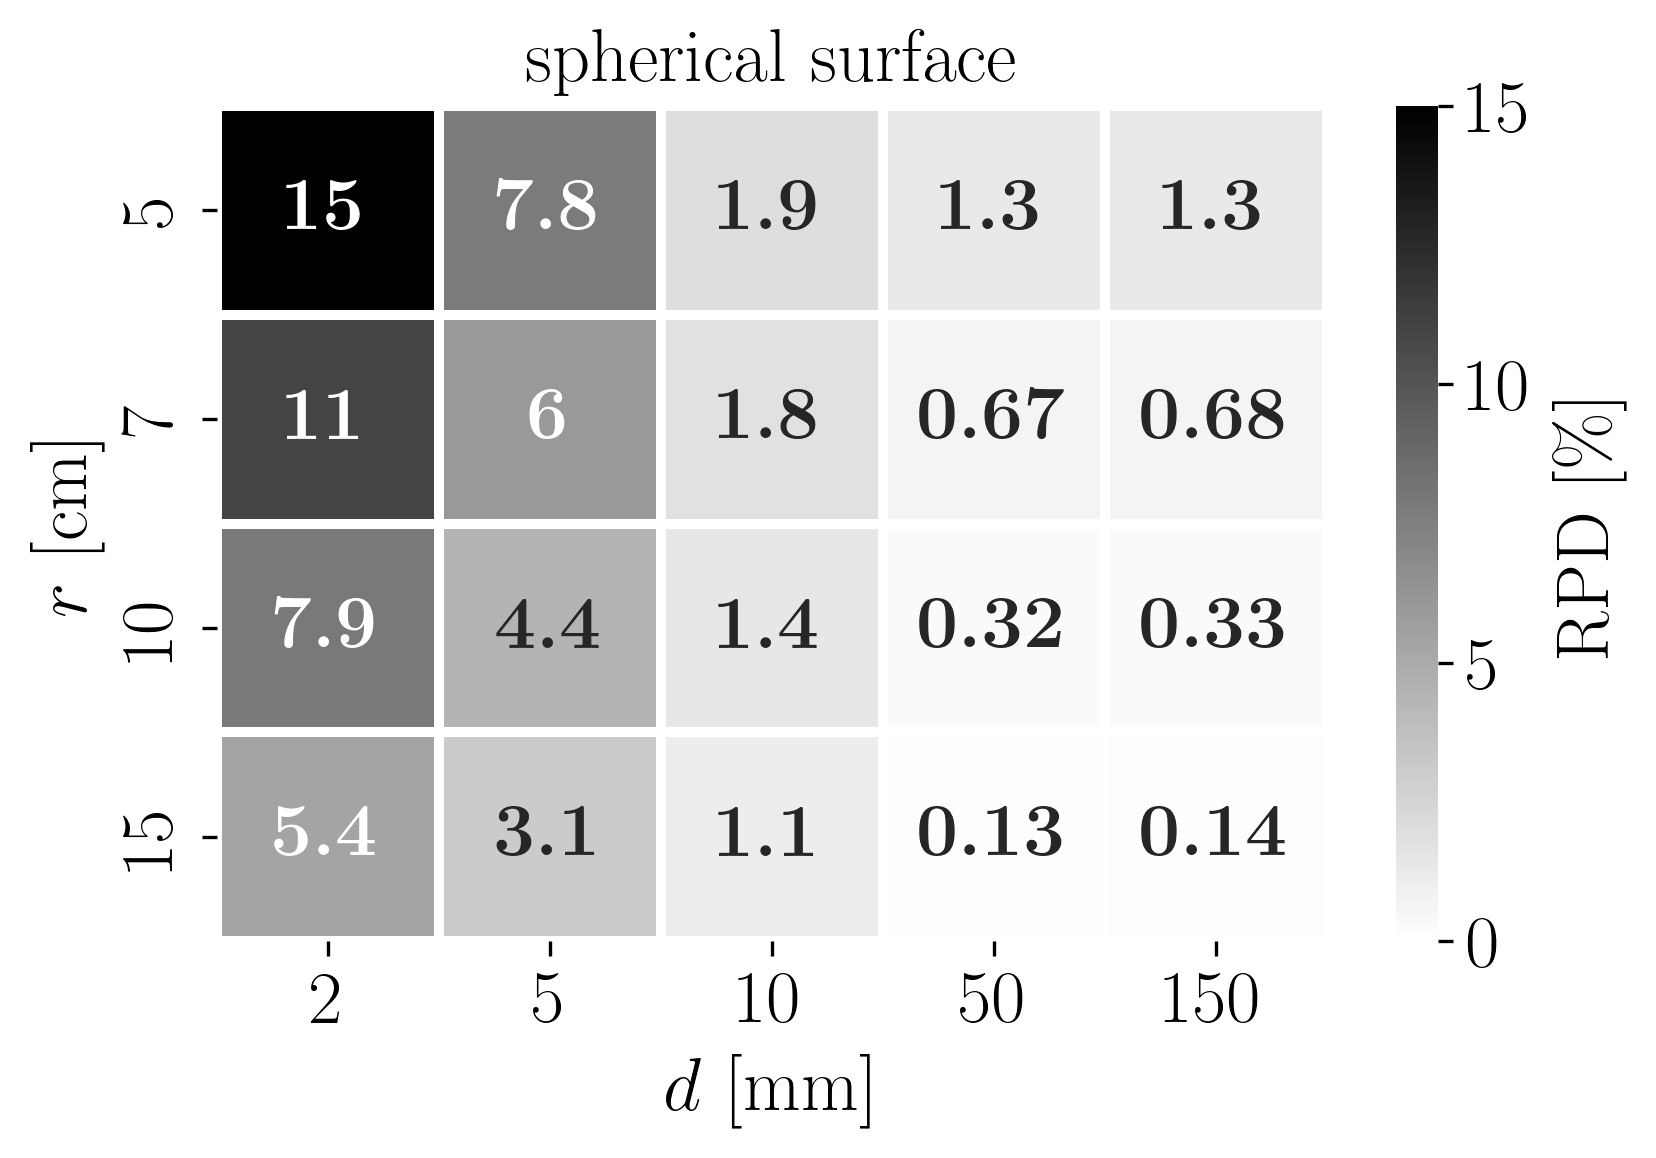 spherical surface
15 7.8 1.9 1.3 1.3
11 6 1.8 0.67 0.68
7.9 4.4 1.4 0.32 0.33
5.4 3.1 1.1 0.13 0.14
5
7
10
15
r [cm]
2 5 10 50 150
d [mm]
15
10
5
0
RPD [%]